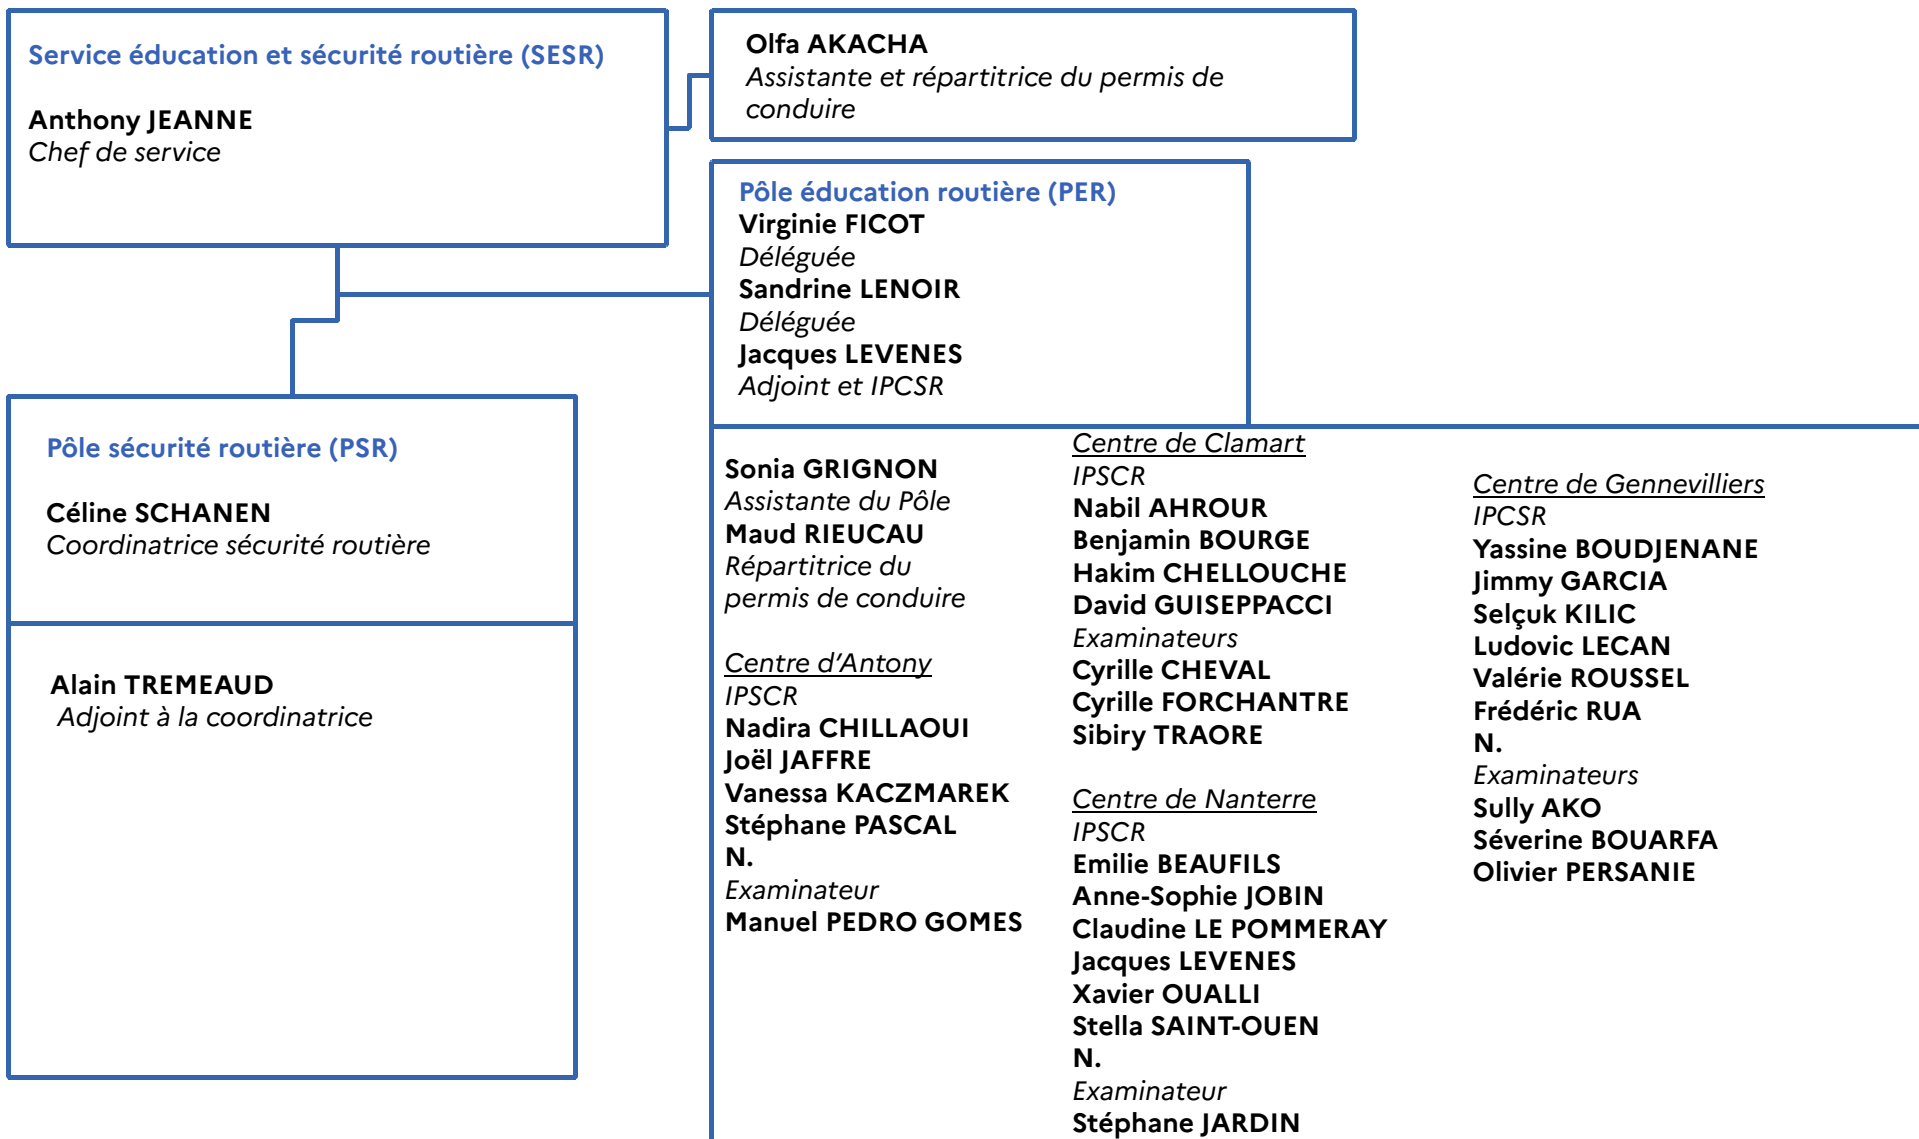 Service éducation et sécurité routière (SESR)
Anthony JEANNE
Chef de service
Olfa AKACHA
Assistante et répartitrice du permis de
conduire
Pôle éducation routière (PER)
Virginie FICOT
Déléguée
Sandrine LENOIR
Déléguée
Jacques LEVENES
Adjoint et IPCSR
Pôle sécurité routière (PSR)
Céline SCHANEN
Coordinatrice sécurité routière
Alain TREMEAUD
Adjoint à la coordinatrice
Sonia GRIGNON
Assistante du Pôle
Maud RIEUCAU
Répartitrice du
permis de conduire
Centre d'Antony
IPSCR
Nadira CHILLAOUI
Joël JAFFRE
Vanessa KACZMAREK
Stéphane PASCAL
N.
Examinateur
Manuel PEDRO GOMES
Centre de Clamart
IPSCR
Nabil AHROUR
Benjamin BOURGE
Hakim CHELLOUCHE
David GUISEPPACCI
Examinateurs
Cyrille CHEVAL
Cyrille FORCHANTRE
Sibiry TRAORE
Centre de Nanterre
IPSCR
Emilie BEAUFILS
Anne-Sophie JOBIN
Claudine LE POMMERAY
Jacques LEVENES
Xavier OUALLI
Stella SAINT-OUEN
N.
Examinateur
Stéphane JARDIN
Centre de Gennevilliers
IPCSR
Yassine BOUDJENANE
Jimmy GARCIA
Selçuk KILIC
Ludovic LECAN
Valérie ROUSSEL
Frédéric RUA
N.
Examinateurs
Sully AKO
Séverine BOUARFA
Olivier PERSANIE